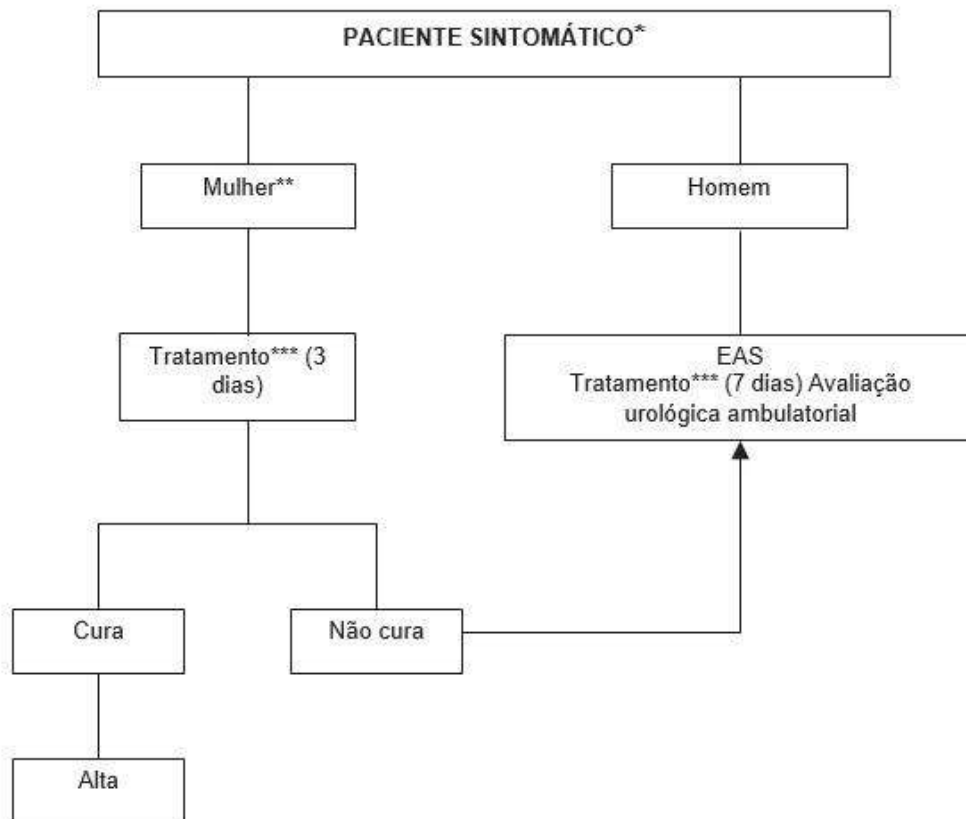 PACIENTE SINTOMÁTICO*
Mulher**
Homem
Tratamento*** (3
dias)
EAS
Tratamento*** (7 dias) Avaliação
urológica ambulatorial
Cura
Não cura
Alta